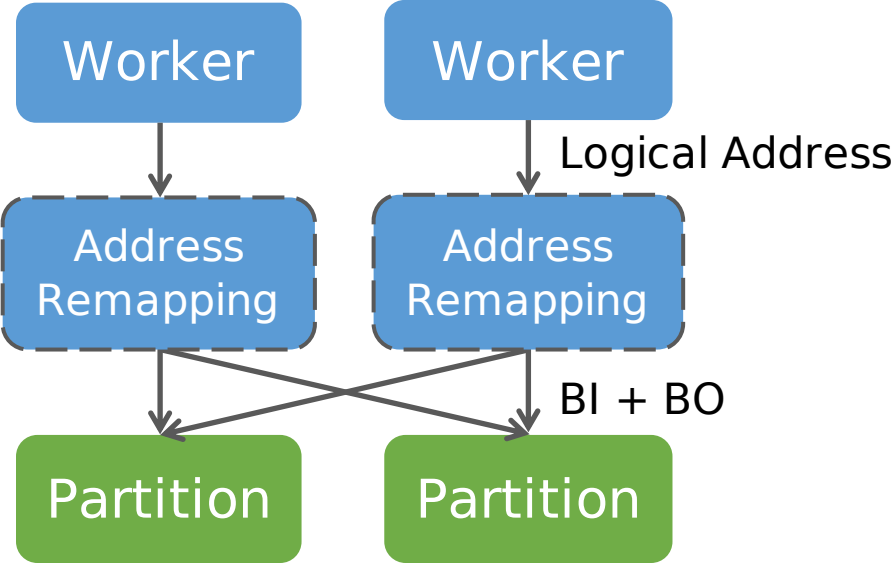 Worker
Worker
Logical Address
Address
Remapping
Address
Remapping
BI + BO
Partition
Partition